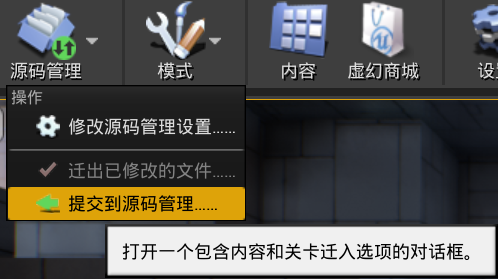 源码管理
模式
内容
虚幻商城
操作
修改源码管理设置......
迁出已修改的文件......
提交到源码管理......
打开一个包含内容和关卡迁入选项的对话框。